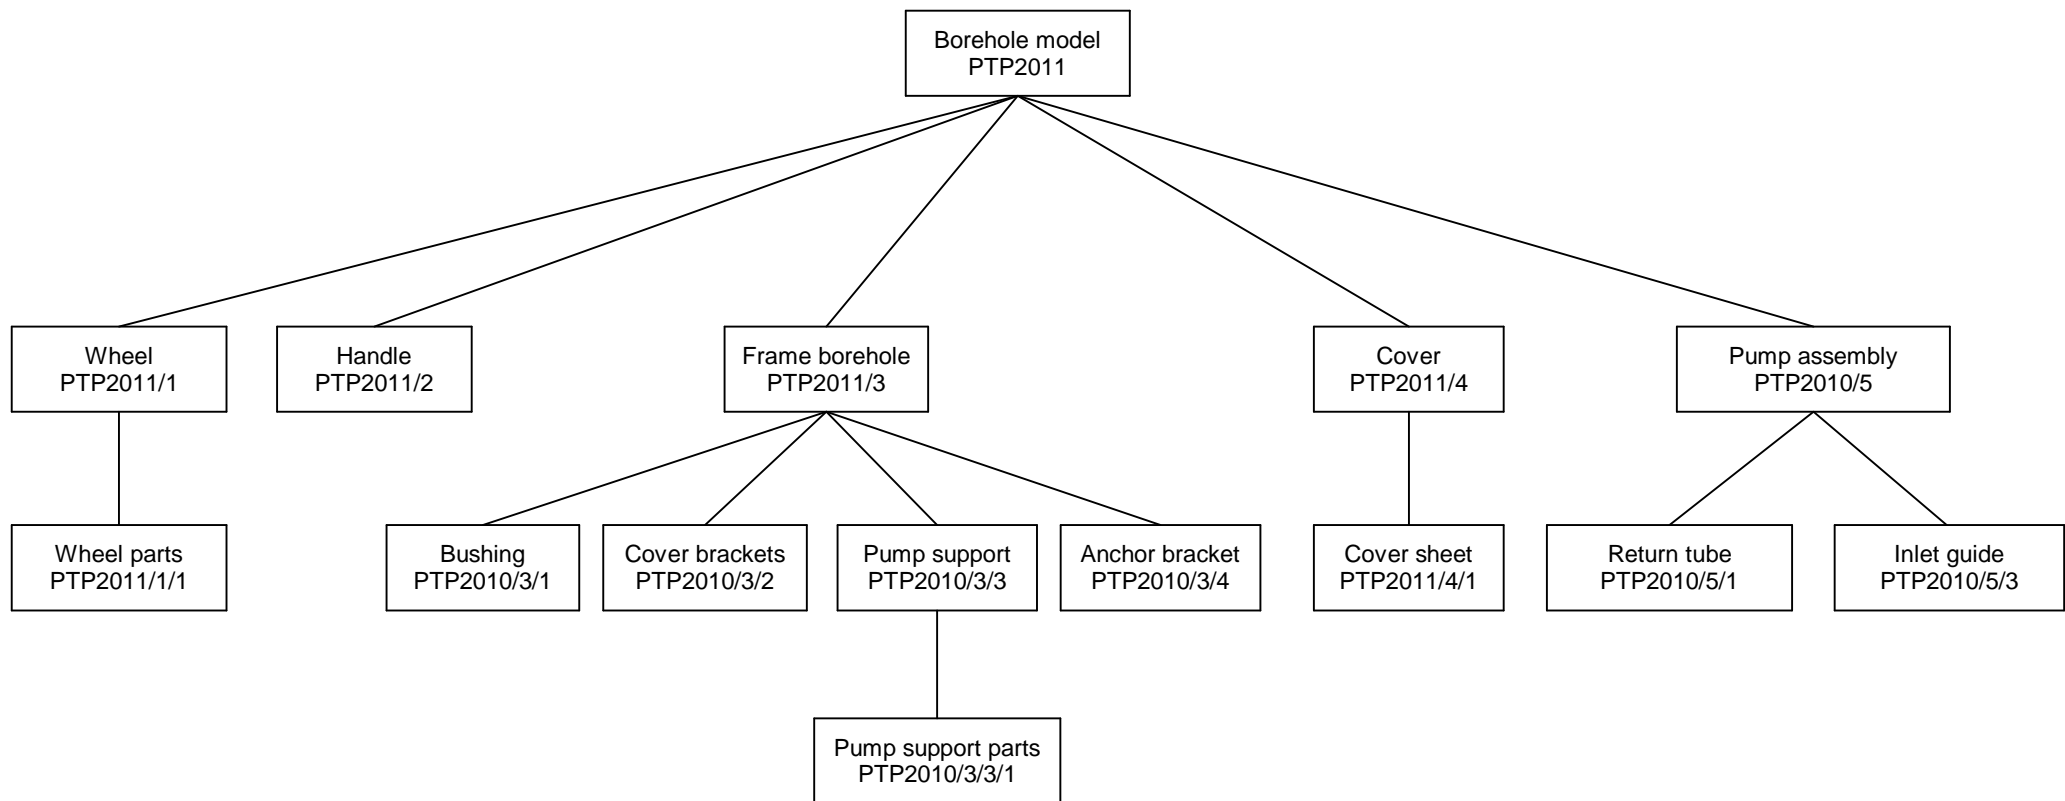 Borehole model
PTP2011
Wheel
PTP2011/1
Handle
PTP2011/2
Frame borehole
PTP2011/3
Cover
PTP2011/4
Pump assembly
PTP2010/5
Wheel parts
PTP2011/1/1
Bushing
PTP2010/3/1
Cover brackets
PTP2010/3/2
Pump support
PTP2010/3/3
Anchor bracket
PTP2010/3/4
Cover sheet
PTP2011/4/1
Return tube
PTP2010/5/1
Inlet guide
PTP2010/5/3
Pump support parts
PTP2010/3/3/1